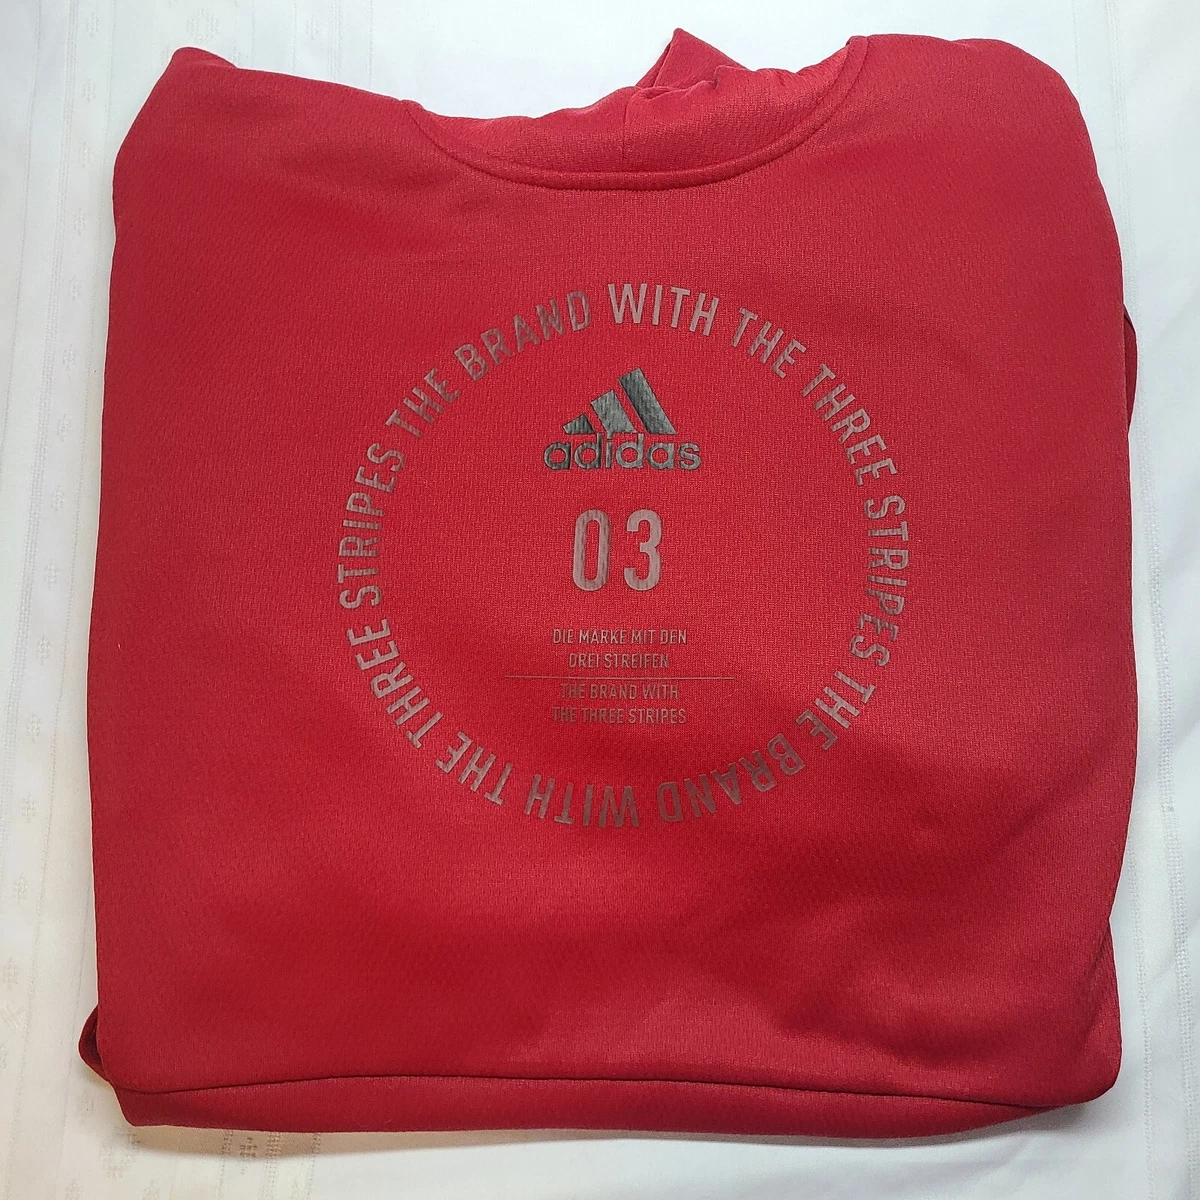 THE BRAND WITH THE THREE STRIPES THE BRAND WITH THE THREE STRIPES
adidas
03
DIE MARKE MIT DEN
DREI STREIFEN
THE BRAND WITH
THE THREE STRIPES